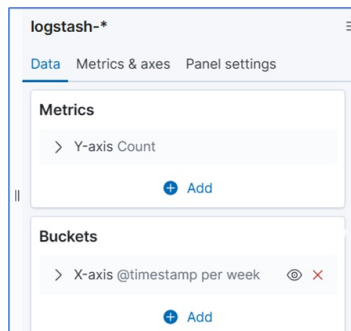 logstash-*
Data Metrics & axes Panel settings
Metrics
Y-axis Count
Add
Buckets
X-axis @timestamp per week
Add